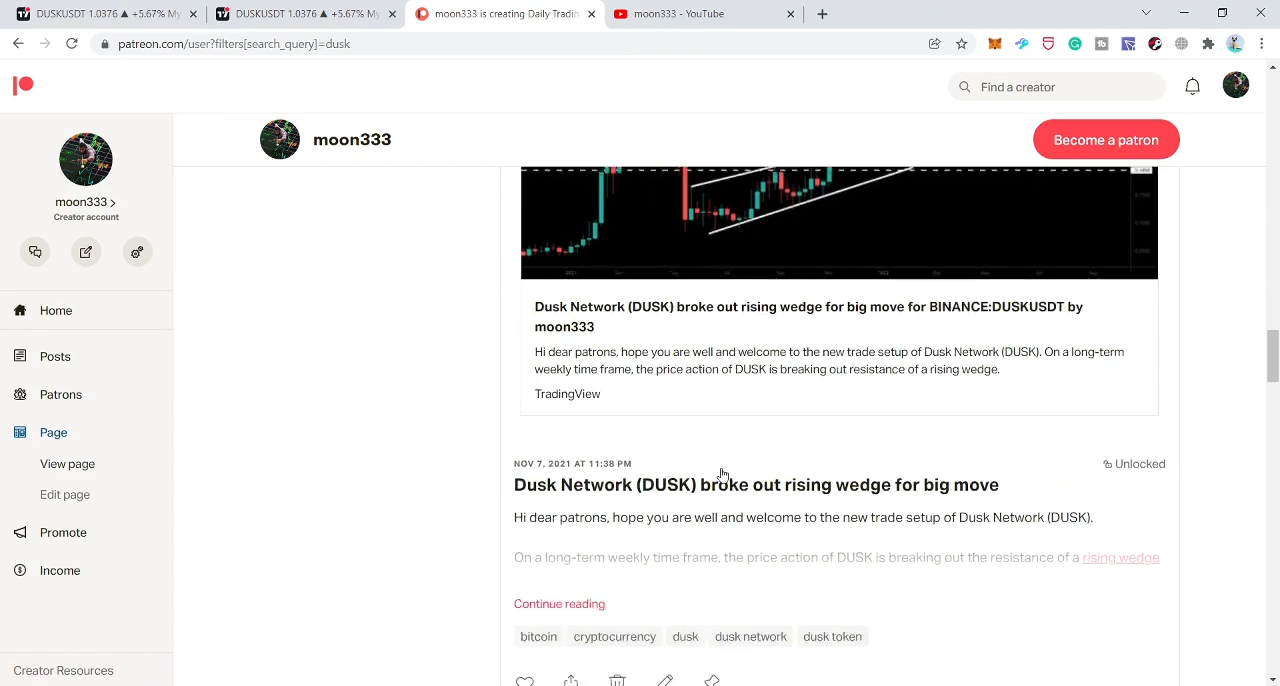 DUSKUSDT 1.0376 ▲ +5.67% My
DUSKUSDT 1.0376 ▲ +5.67% My
moon333 is creating Daily Tradin
moon333 - YouTube
patreon.com/user?filters[search_query]=dusk
Find a creator
moon333
Become a patron
moon333
Creator account
Home
Posts
Patrons
Page
View page
Edit page
Promote
Income
Creator Resources
Dusk Network (DUSK) broke out rising wedge for big move for BINANCE:DUSKUSDT by
moon333
Hi dear patrons, hope you are well and welcome to the new trade setup of Dusk Network (DUSK). On a long-term
weekly time frame, the price action of DUSK is breaking out resistance of a rising wedge.
TradingView
NOV 7, 2021 AT 11:38 PM
Unlocked
Dusk Network (DUSK) broke out rising wedge for big move
Hi dear patrons, hope you are well and welcome to the new trade setup of Dusk Network (DUSK).
On a long-term weekly time frame, the price action of DUSK is breaking out the resistance of a rising wedge
Continue reading
bitcoin cryptocurrency dusk dusk network dusk token